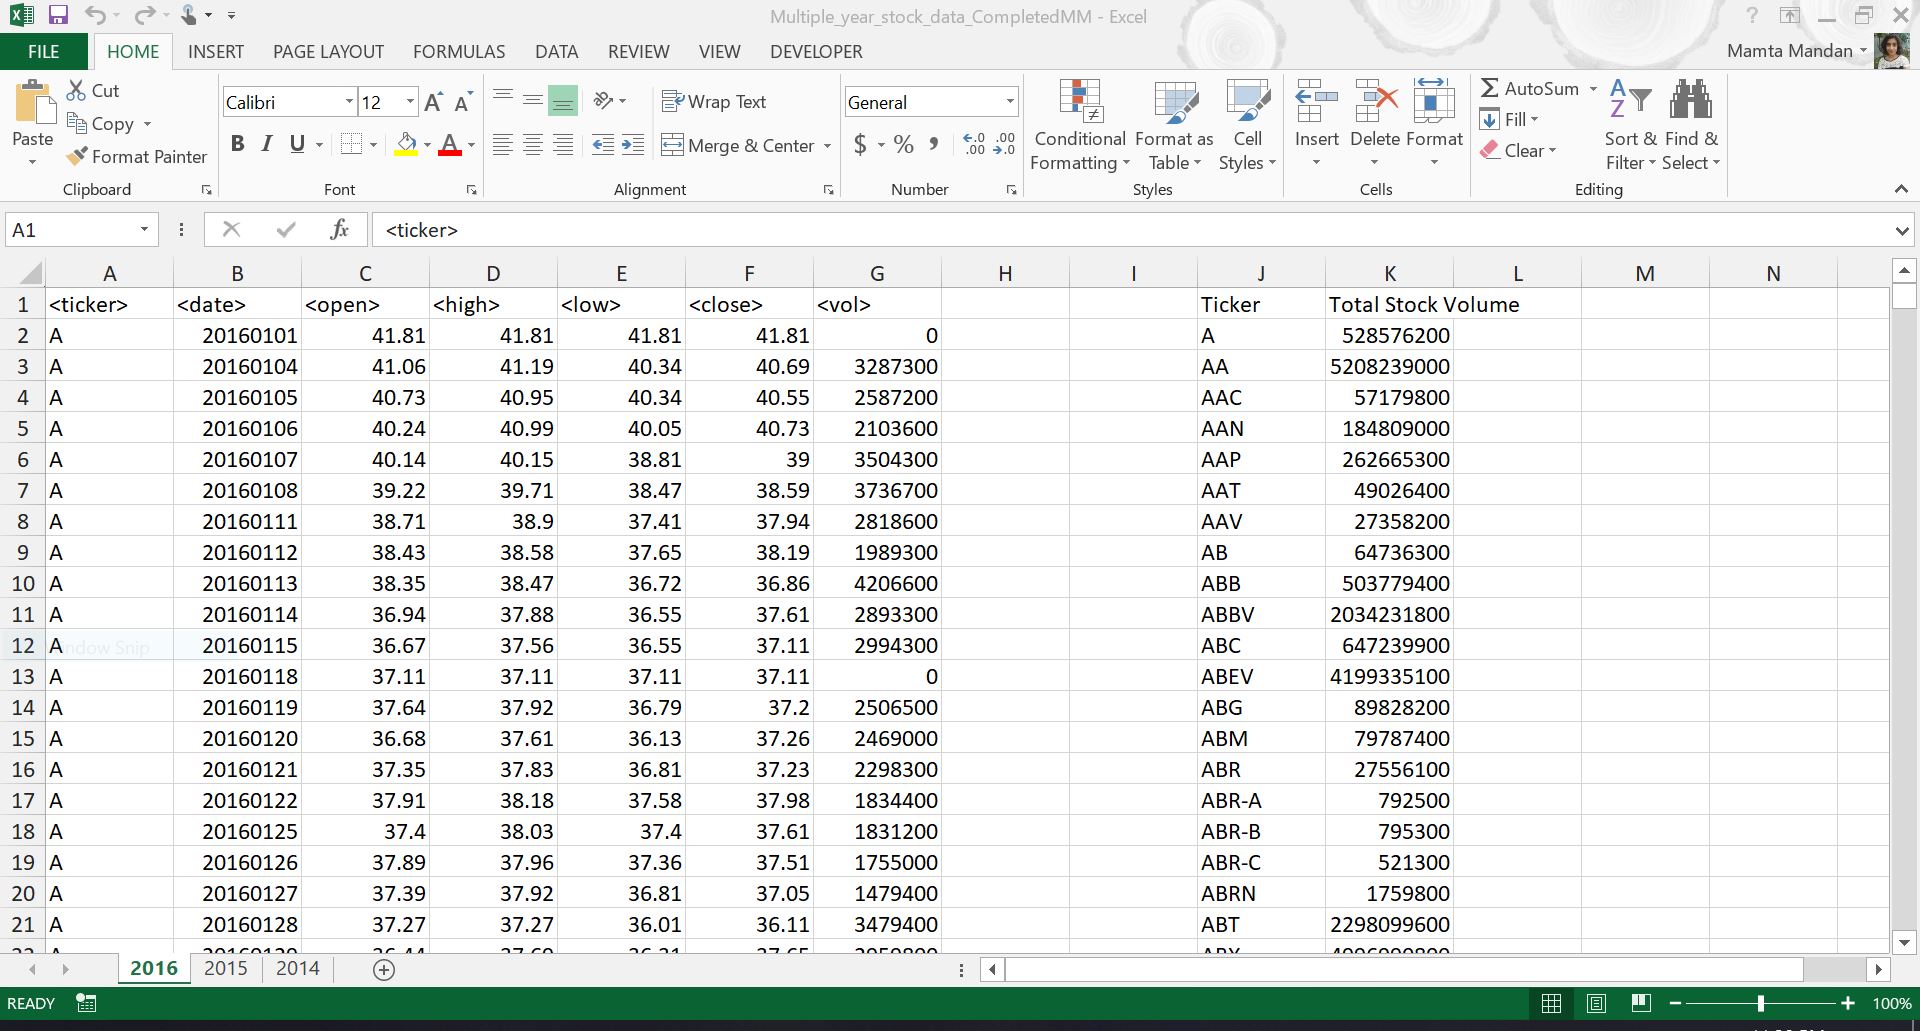 Multiple_year_stock_data_CompletedMM - Excel
FILE HOME INSERT PAGE LAYOUT FORMULAS DATA REVIEW VIEW DEVELOPER Mamta Mandan
Paste
Cut
Copy
Format Painter
Clipboard
Calibri 12
B I U
Font
Wrap Text
Merge & Center
Alignment
General
$ % ,
Number
Conditional Formatting
Format as Table
Cell Styles
Styles
Insert Delete Format
Cells
AutoSum
Fill
Clear
Sort & Filter
Find & Select
Editing
A1 fx <ticker>
A B C D E F G H I J K L M N
1 <ticker> <date> <open> <high> <low> <close> <vol> Ticker Total Stock Volume
2 A 20160101 41.81 41.81 41.81 41.81 0 A 528576200
3 A 20160104 41.06 41.19 40.34 40.69 3287300 AA 5208239000
4 A 20160105 40.73 40.95 40.34 40.55 2587200 AAC 57179800
5 A 20160106 40.24 40.99 40.05 40.73 2103600 AAN 184809000
6 A 20160107 40.14 40.15 38.81 39 3504300 AAP 262665300
7 A 20160108 39.22 39.71 38.47 38.59 3736700 AAT 49026400
8 A 20160111 38.71 38.9 37.41 37.94 2818600 AAV 27358200
9 A 20160112 38.43 38.58 37.65 38.19 1989300 AB 64736300
10 A 20160113 38.35 38.47 36.72 36.86 4206600 ABB 503779400
11 A 20160114 36.94 37.88 36.55 37.61 2893300 ABBV 2034231800
12 A 20160115 36.67 37.56 36.55 37.11 2994300 ABC 647239900
13 A 20160118 37.11 37.11 37.11 37.11 0 ABEV 4199335100
14 A 20160119 37.64 37.92 36.79 37.2 2506500 ABG 89828200
15 A 20160120 36.68 37.61 36.13 37.26 2469000 ABM 79787400
16 A 20160121 37.35 37.83 36.81 37.23 2298300 ABR 27556100
17 A 20160122 37.91 38.18 37.58 37.98 1834400 ABR-A 792500
18 A 20160125 37.4 38.03 37.4 37.61 1831200 ABR-B 795300
19 A 20160126 37.89 37.96 37.36 37.51 1755000 ABR-C 521300
20 A 20160127 37.39 37.92 36.81 37.05 1479400 ABRN 1759800
21 A 20160128 37.27 37.27 36.01 36.11 3479400 ABT 2298099600
2016 2015 2014
READY 100%